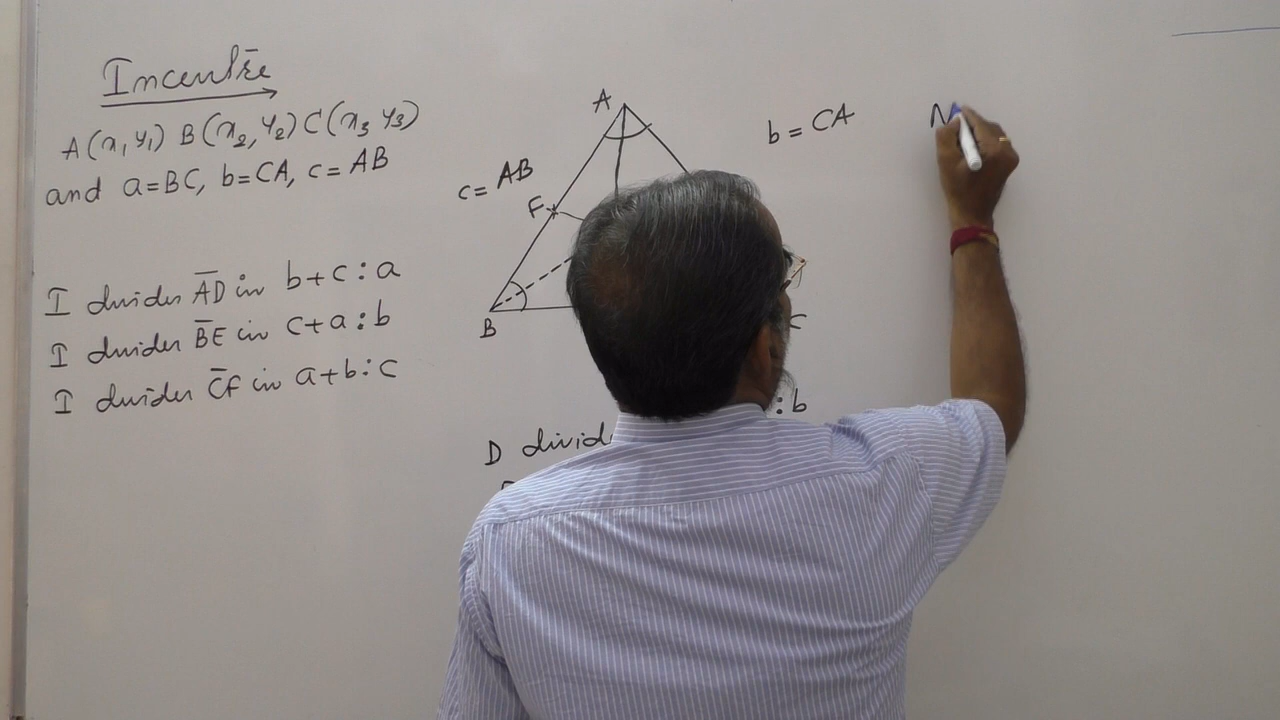 Incentre
A(x,y1) B(x2,y2) C(x3 y3)
and a=BC, b=CA, c=AB
I divides AD in b+c:a
I divides BE in c+a:b
I divides CF in a+b:c
A
c=AB
b=CA
F
B
C
:b
D divid
N